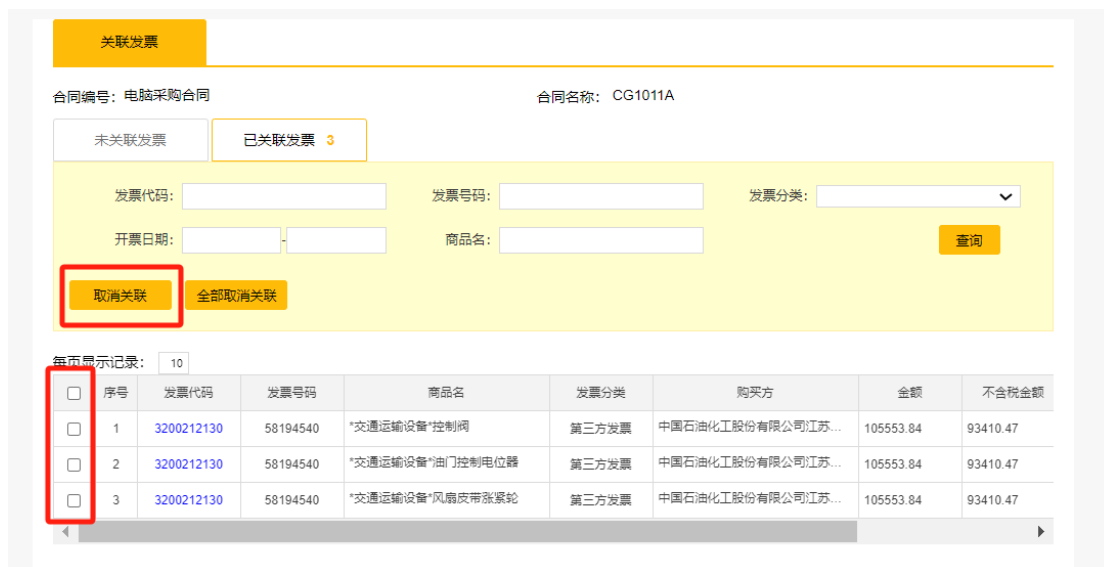 关联发票
合同编号：电脑采购合同 合同名称： CG1011A
未关联发票 已关联发票 3
发票代码： 发票号码： 发票分类：
开票日期： - 商品名： 查询
取消关联 全部取消关联
每页显示记录： 10
序号 发票代码 发票号码 商品名 发票分类 购买方 金额 不含税金额
1 3200212130 58194540 *交通运输设备*控制阀 第三方发票 中国石油化工股份有限公司江苏... 105553.84 93410.47
2 3200212130 58194540 *交通运输设备*油门控制电位器 第三方发票 中国石油化工股份有限公司江苏... 105553.84 93410.47
3 3200212130 58194540 *交通运输设备*风扇皮带涨紧轮 第三方发票 中国石油化工股份有限公司江苏... 105553.84 93410.47